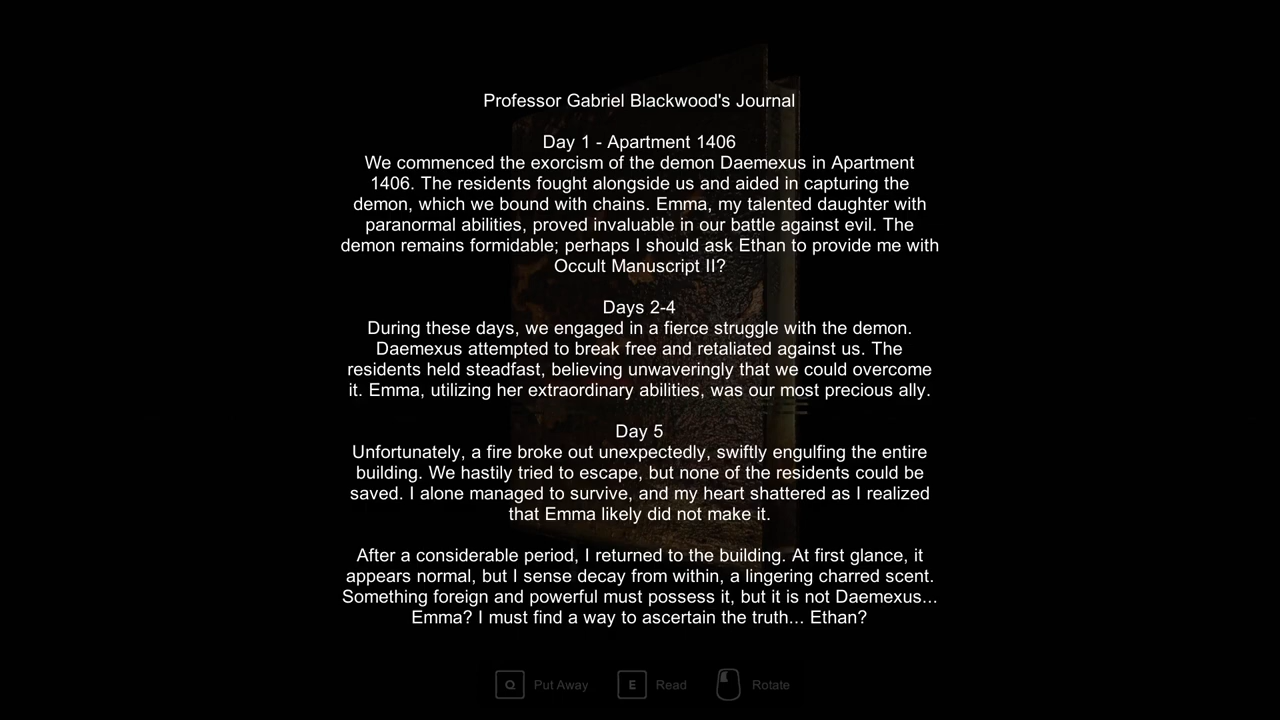 Professor Gabriel Blackwood's Journal
Day 1 - Apartment 1406
We commenced the exorcism of the demon Daemexus in Apartment
1406. The residents fought alongside us and aided in capturing the
demon, which we bound with chains. Emma, my talented daughter with
paranormal abilities, proved invaluable in our battle against evil. The
demon remains formidable; perhaps I should ask Ethan to provide me with
Occult Manuscript II?
Days 2-4
During these days, we engaged in a fierce struggle with the demon.
Daemexus attempted to break free and retaliated against us. The
residents held steadfast, believing unwaveringly that we could overcome
it. Emma, utilizing her extraordinary abilities, was our most precious ally.
Day 5
Unfortunately, a fire broke out unexpectedly, swiftly engulfing the entire
building. We hastily tried to escape, but none of the residents could be
saved. I alone managed to survive, and my heart shattered as I realized
that Emma likely did not make it.
After a considerable period, I returned to the building. At first glance, it
appears normal, but I sense decay from within, a lingering charred scent.
Something foreign and powerful must possess it, but it is not Daemexus...
Emma? I must find a way to ascertain the truth... Ethan?
Q Put Away E Read Rotate